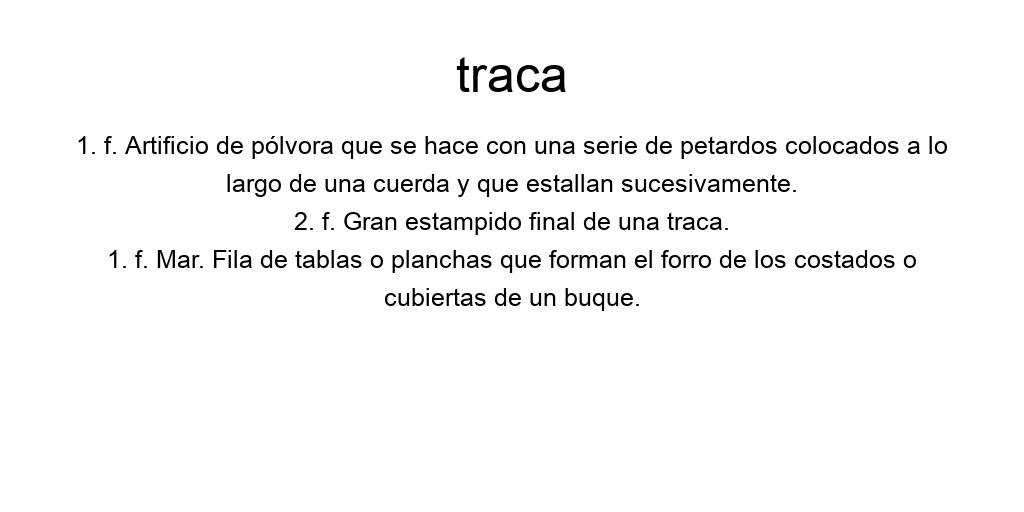 traca
1. f. Artificio de pólvora que se hace con una serie de petardos colocados a lo
largo de una cuerda y que estallan sucesivamente.
2. f. Gran estampido final de una traca.
1. f. Mar. Fila de tablas o planchas que forman el forro de los costados o
cubiertas de un buque.